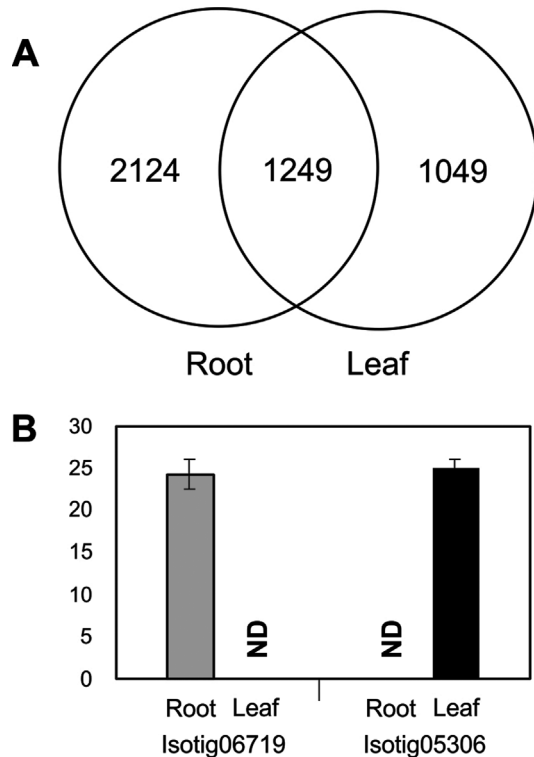 A
2124 1249 1049
Root Leaf
B
30
25
20
15
10
5
0
ND ND
Root Leaf Root Leaf
Isotig06719 Isotig05306